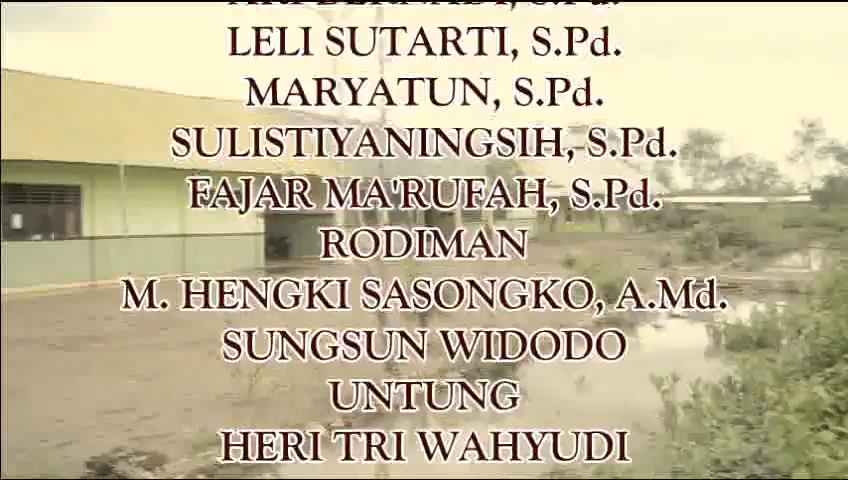 LELI SUTARTI, S.Pd.
MARYATUN, S.Pd.
SULISTIYANINGSIH, S.Pd.
FAJAR MA'RUFAH, S.Pd.
RODIMAN
M. HENGKI SASONGKO, A.Md.
SUNGSUN WIDODO
UNTUNG
HERI TRI WAHYUDI